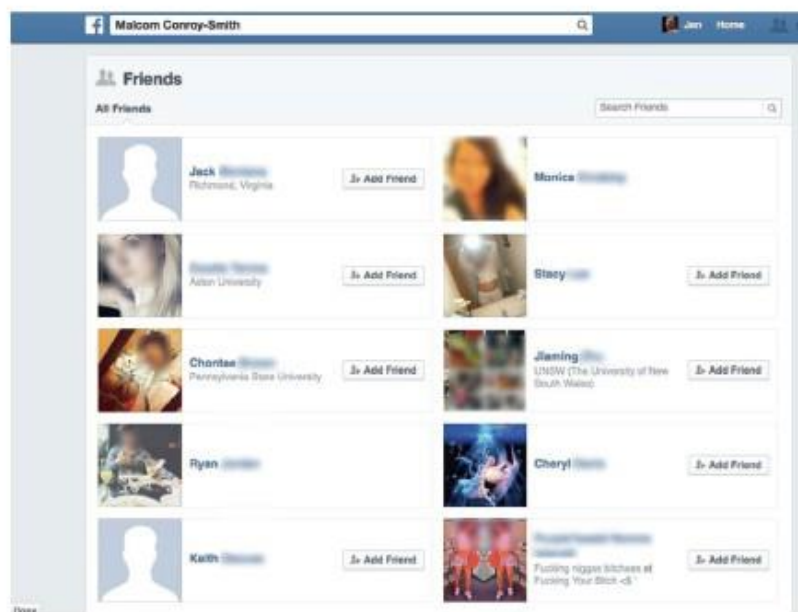 f Malcom Conroy-Smith
Jen Home
Friends
All Friends
Search Friends
Jack
Richmond, Virginia
Add Friend
Monica
Aston University
Add Friend
Stacy
Add Friend
Chontae
Pennsylvania State University
Add Friend
Jiaming
UNSW (The University of New
South Wales)
Add Friend
Ryan
Cheryl
Add Friend
Keith
Add Friend
Fucking niggas bitchses at
Fucking Your Bitch <$ '
Add Friend
Done